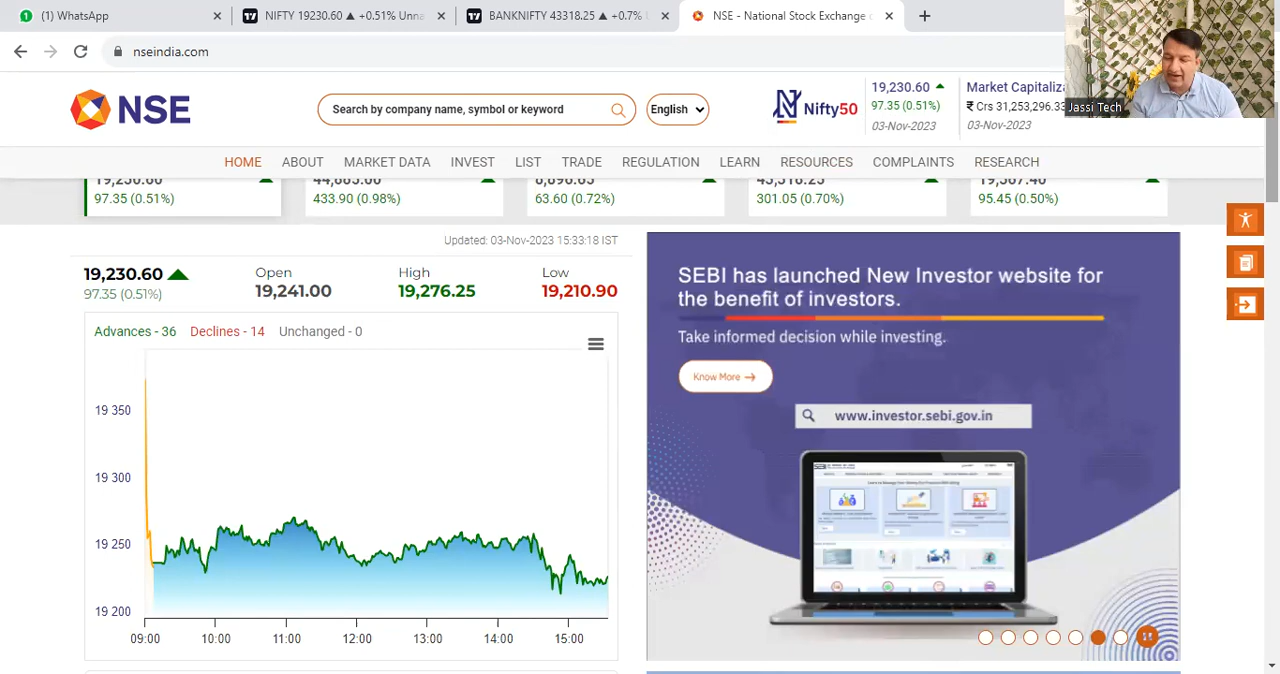 (1) WhatsApp
NIFTY 19230.60 ▲ +0.51% Unna
BANKNIFTY 43318.25 ▲ +0.7% U
NSE - National Stock Exchange o
nseindia.com
Jassi Tech
NSE
Search by company name, symbol or keyword
English
Nifty50
19,230.60
97.35 (0.51%)
03-Nov-2023
Market Capitaliza
₹ Crs 31,253,296.33
03-Nov-2023
HOME ABOUT MARKET DATA INVEST LIST TRADE REGULATION LEARN RESOURCES COMPLAINTS RESEARCH
97.35 (0.51%) 433.90 (0.98%) 63.60 (0.72%) 301.05 (0.70%) 95.45 (0.50%)
Updated: 03-Nov-2023 15:33:18 IST
19,230.60
97.35 (0.51%)
Open
19,241.00
High
19,276.25
Low
19,210.90
Advances - 36 Declines - 14 Unchanged - 0
19 350
19 300
19 250
19 200
09:00 10:00 11:00 12:00 13:00 14:00 15:00
SEBI has launched New Investor website for
the benefit of investors.
Take informed decision while investing.
Know More →
www.investor.sebi.gov.in